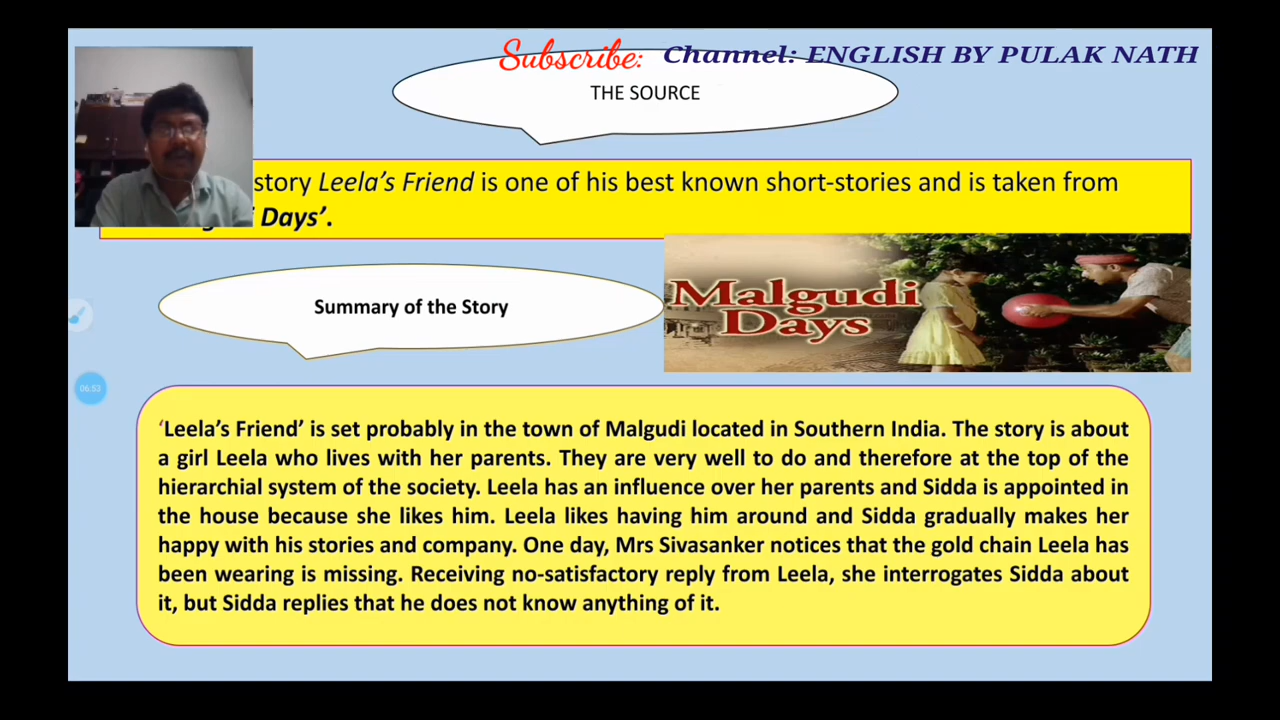 Subscribe: Channel: ENGLISH BY PULAK NATH
THE SOURCE
story Leela's Friend is one of his best known short-stories and is taken from
Days'.
Summary of the Story
Malgudi
Days
06:53
'Leela's Friend' is set probably in the town of Malgudi located in Southern India. The story is about
a girl Leela who lives with her parents. They are very well to do and therefore at the top of the
hierarchial system of the society. Leela has an influence over her parents and Sidda is appointed in
the house because she likes him. Leela likes having him around and Sidda gradually makes her
happy with his stories and company. One day, Mrs Sivasanker notices that the gold chain Leela has
been wearing is missing. Receiving no-satisfactory reply from Leela, she interrogates Sidda about
it, but Sidda replies that he does not know anything of it.